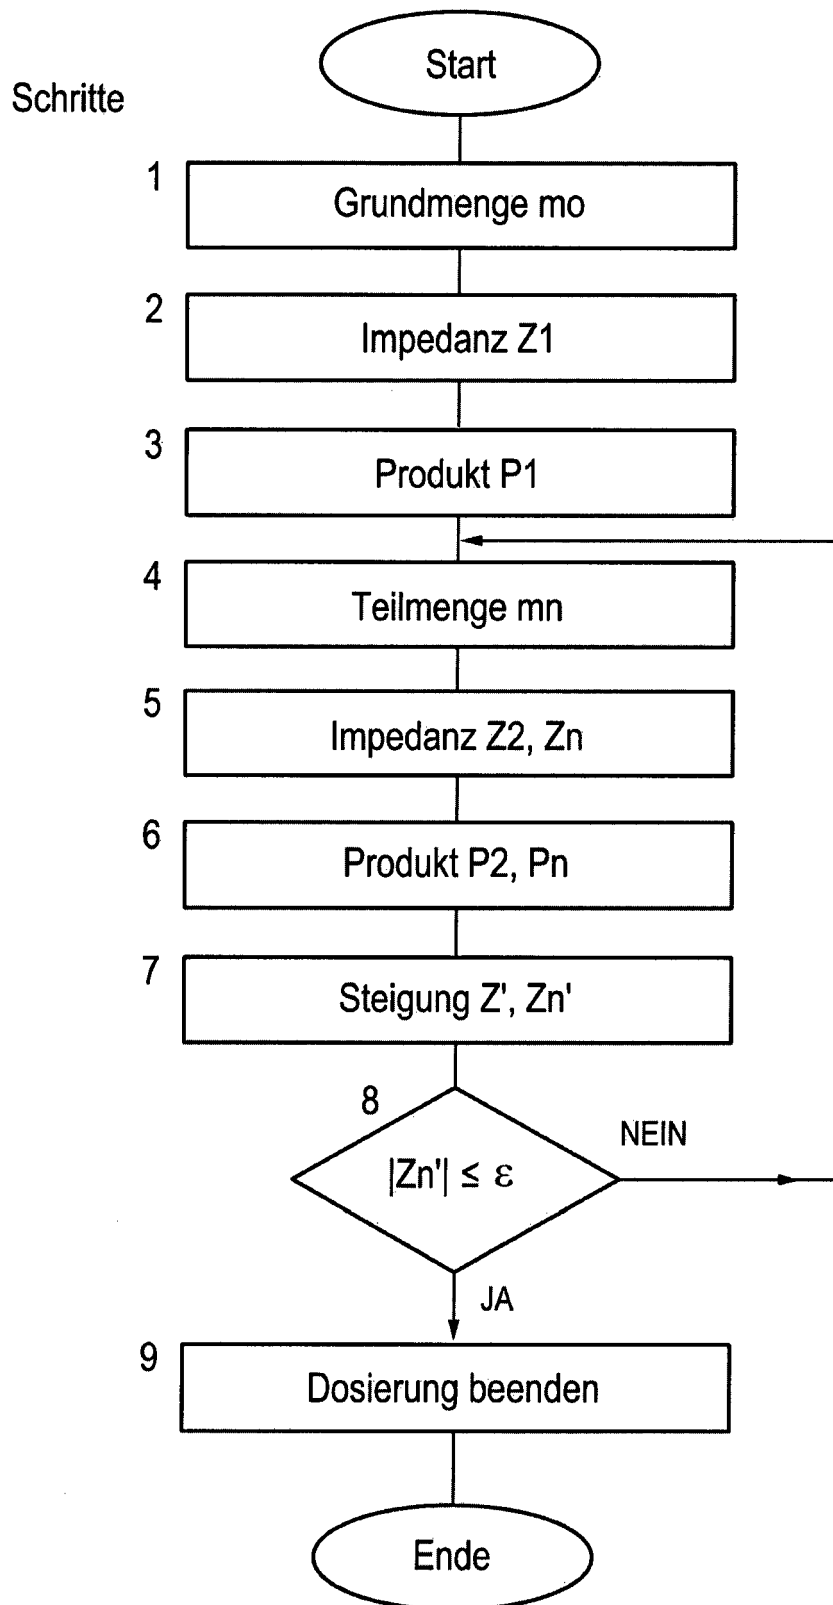 Start
Schritte
1
Grundmenge mo
2
Impedanz Z1
3
Produkt P1
4
Teilmenge mn
5
Impedanz Z2, Zn
6
Produkt P2, Pn
7
Steigung Z', Zn'
8
|Zn'| ≤ ε
NEIN
JA
9
Dosierung beenden
Ende